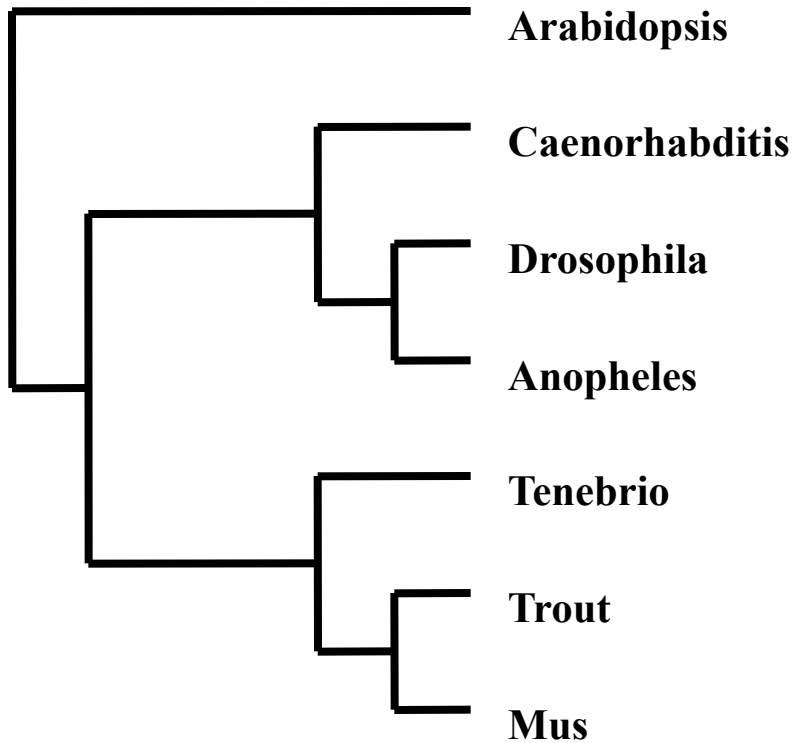 Arabidopsis
Caenorhabditis
Drosophila
Anopheles
Tenebrio
Trout
Mus